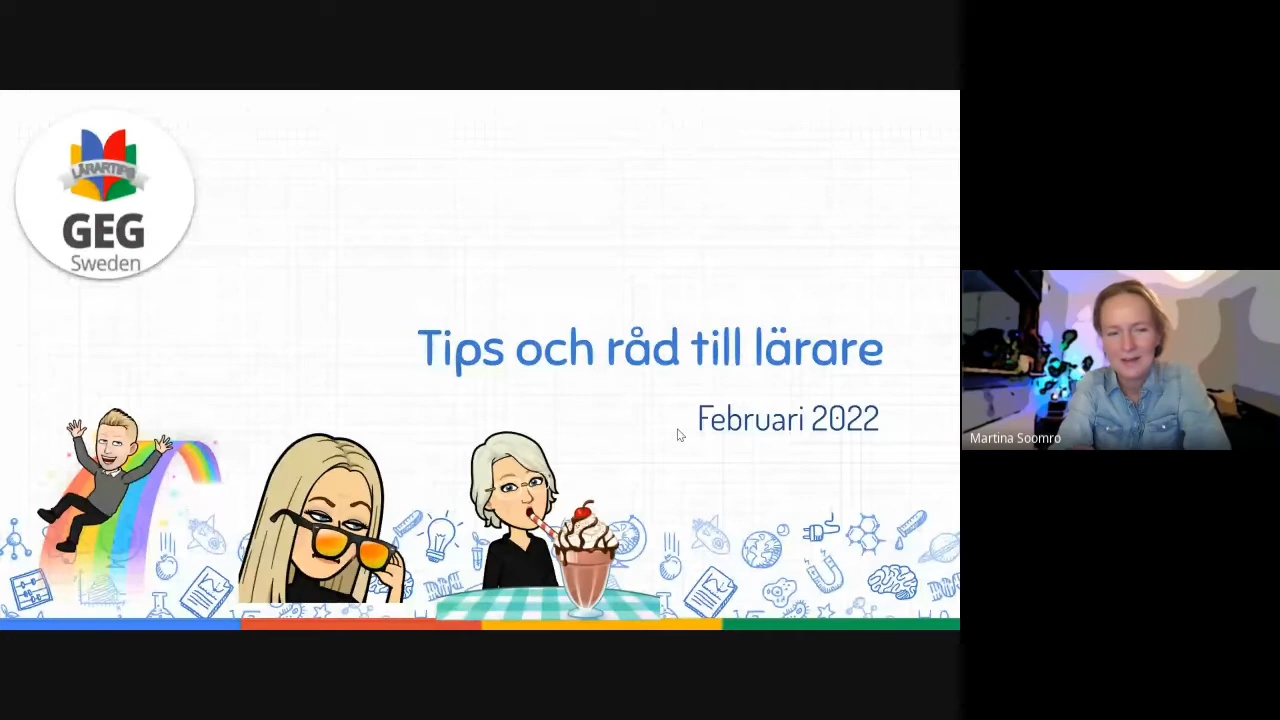 LÄRARTIPS
GEG
Sweden
Tips och råd till lärare
Februari 2022
Martina Soomro